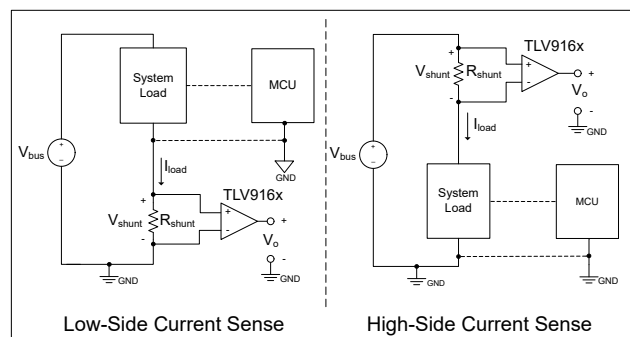 System
Load
MCU
V_bus
I_load
GND
TLV916x
V_shunt
R_shunt
+
-
+
-
+
V_o
-
GND
GND
Low-Side Current Sense
TLV916x
+
V_shunt
R_shunt
-
+
-
+
V_o
-
GND
I_load
V_bus
System
Load
MCU
GND
GND
High-Side Current Sense